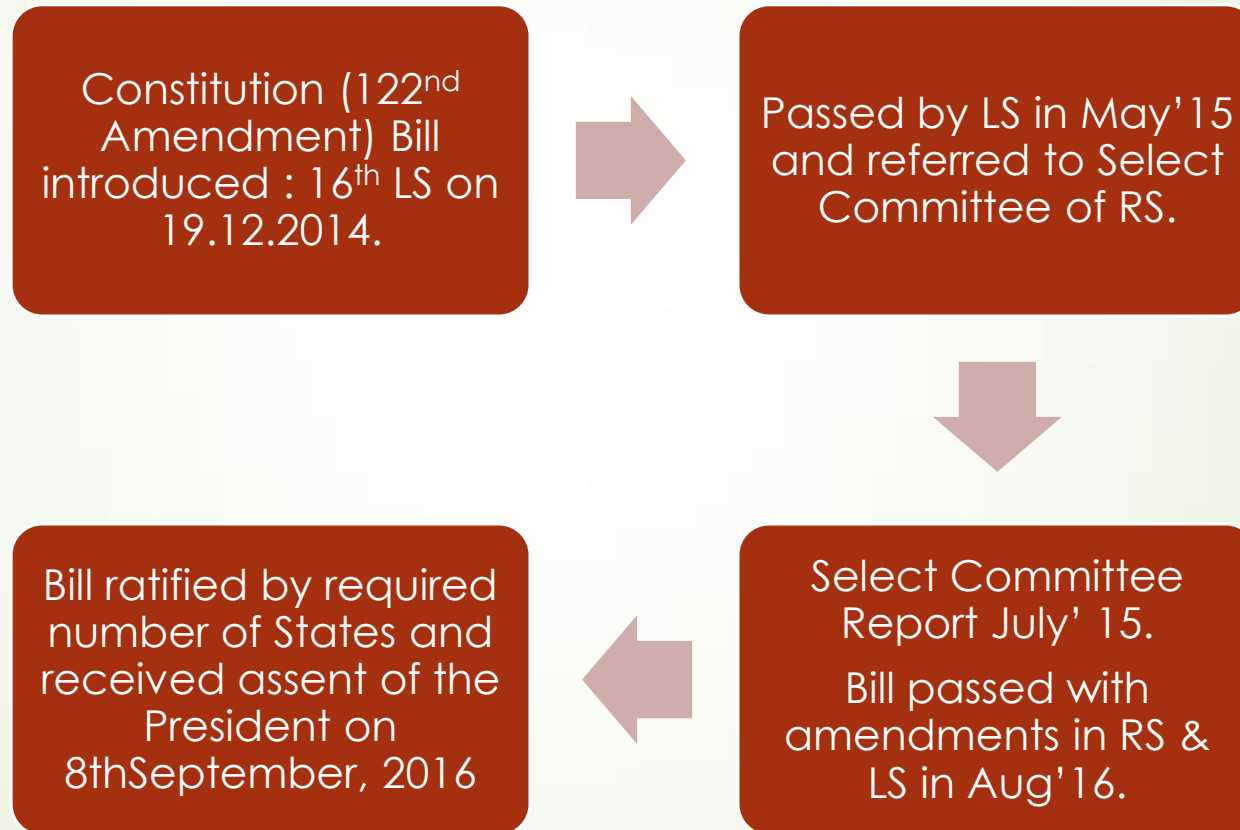 Constitution (122nd
Amendment) Bill
introduced : 16th LS on
19.12.2014.
Passed by LS in May’15
and referred to Select
Committee of RS.
Select Committee
Report July’ 15.
Bill passed with
amendments in RS &
LS in Aug’16.
Bill ratified by required
number of States and
received assent of the
President on
8thSeptember, 2016